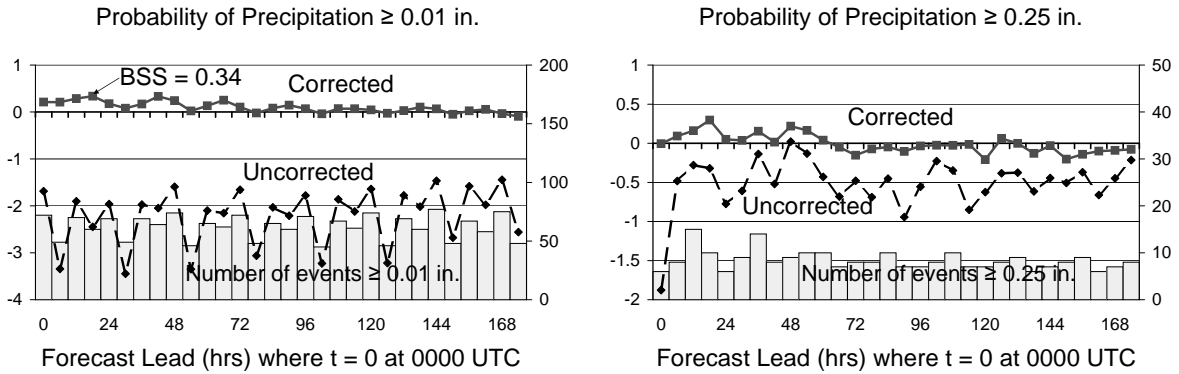 Probability of Precipitation ≥ 0.01 in.
1
0
-1
-2
-3
-4
200
150
100
50
0
BSS = 0.34
Corrected
Uncorrected
Number of events ≥ 0.01 in.
0 24 48 72 96 120 144 168
Forecast Lead (hrs) where t = 0 at 0000 UTC
Probability of Precipitation ≥ 0.25 in.
1
0.5
0
-0.5
-1
-1.5
-2
50
40
30
20
10
0
Corrected
Uncorrected
Number of events ≥ 0.25 in.
0 24 48 72 96 120 144 168
Forecast Lead (hrs) where t = 0 at 0000 UTC